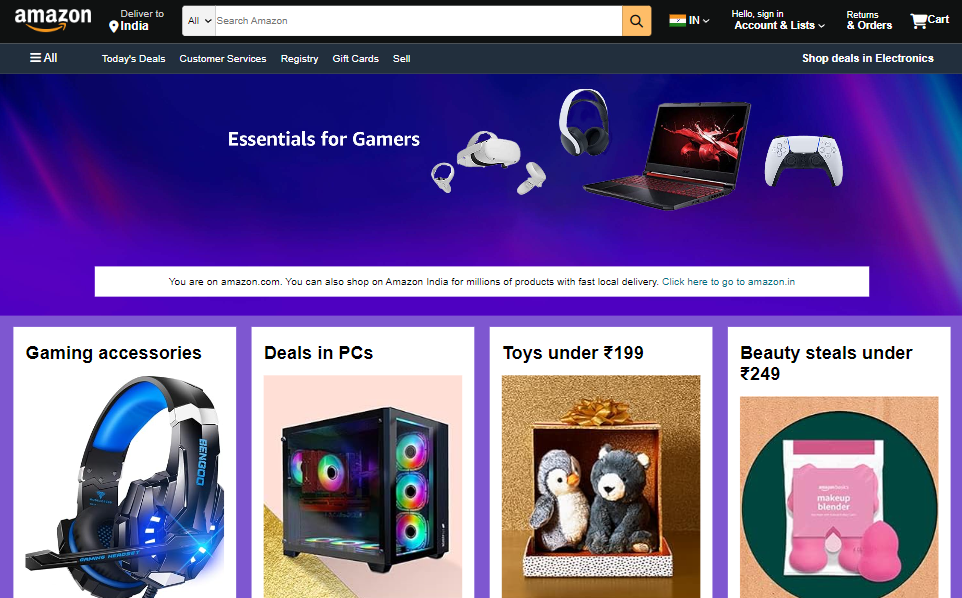 amazon
Deliver to
India
All
Search Amazon
IN
Hello, sign in
Account & Lists
Returns
& Orders
Cart
All
Today's Deals
Customer Services
Registry
Gift Cards
Sell
Shop deals in Electronics
Essentials for Gamers
You are on amazon.com. You can also shop on Amazon India for millions of products with fast local delivery. Click here to go to amazon.in
Gaming accessories
BENGOO
GAMING HEADSET
Deals in PCs
Toys under ₹199
Beauty steals under
₹249
amazonbasics
makeup
blender